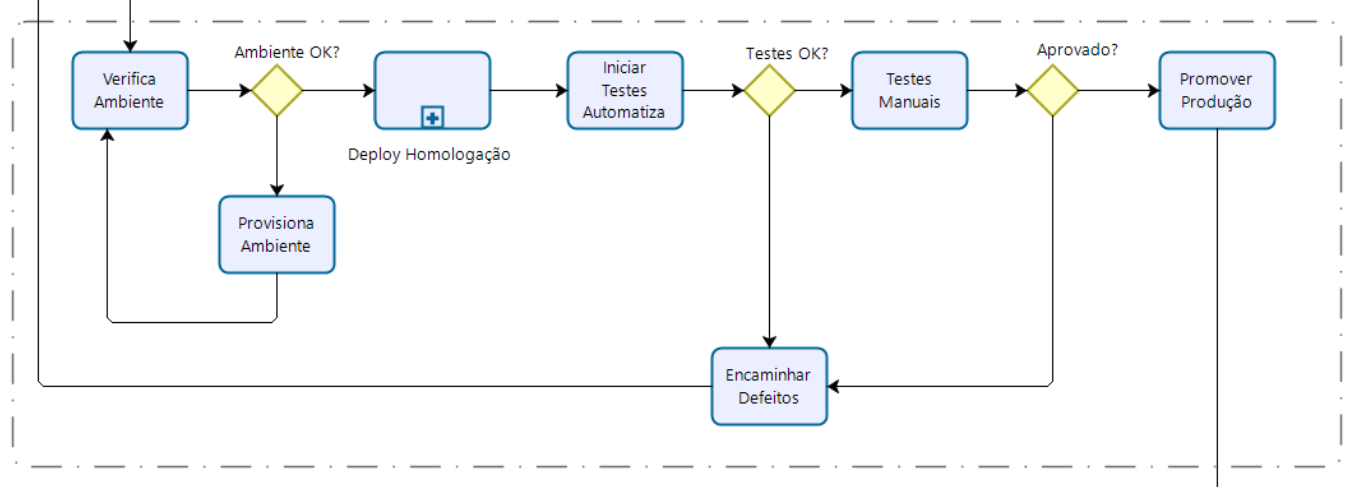 Verifica
Ambiente
Ambiente OK?
Deploy Homologação
Iniciar
Testes
Automatiza
Testes OK?
Testes
Manuais
Aprovado?
Promover
Produção
Provisiona
Ambiente
Encaminhar
Defeitos